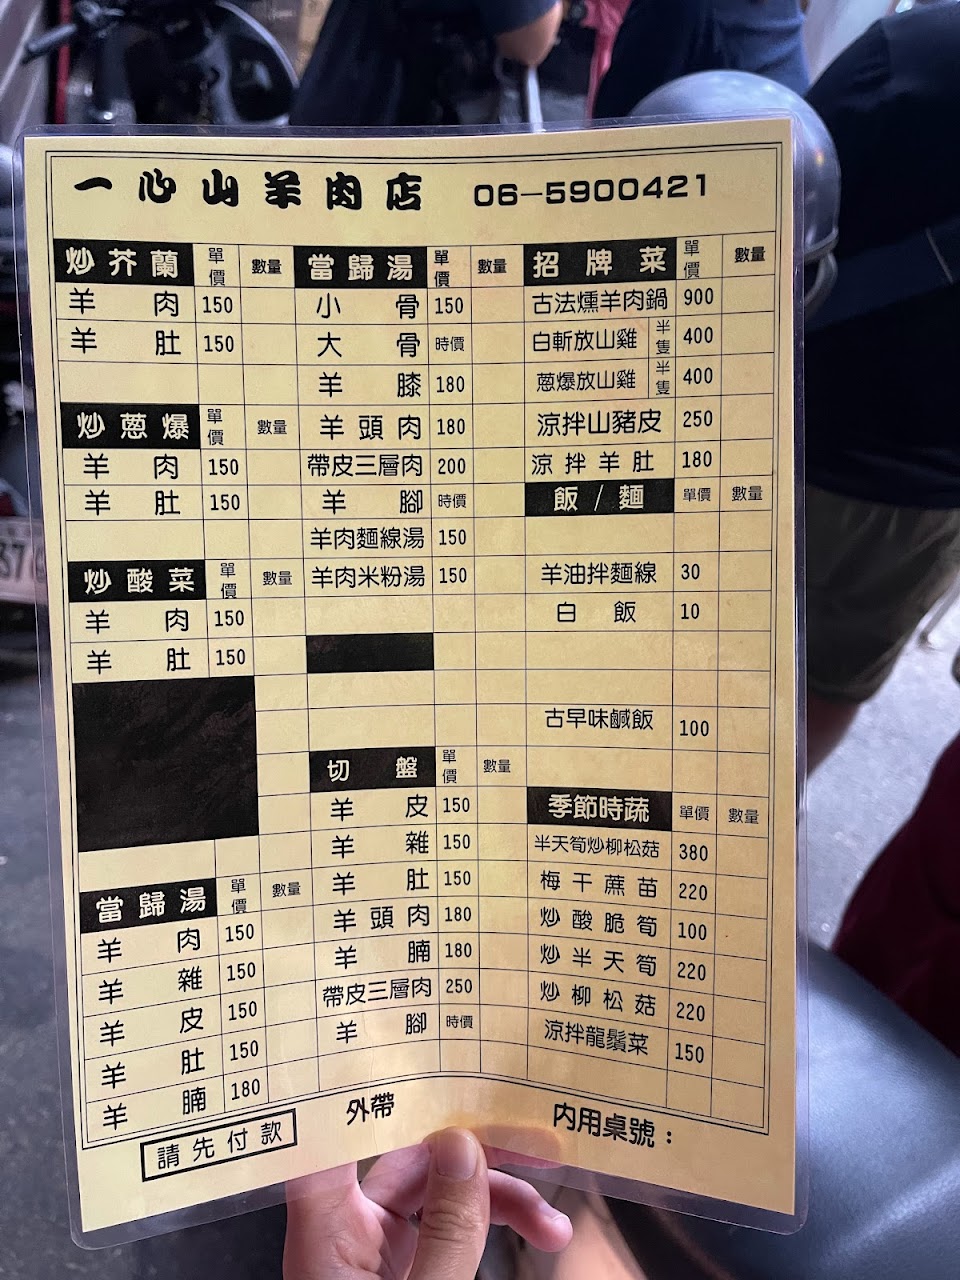 一心山羊肉店 06-5900421
炒芥蘭 單價 數量
羊肉 150
羊肚 150
炒蔥爆 單價 數量
羊肉 150
羊肚 150
炒酸菜 單價 數量
羊肉 150
羊肚 150
當歸湯 單價 數量
羊肉 150
羊雜 150
羊皮 150
羊肚 150
羊腩 180
當歸湯 單價 數量
小骨 150
大骨 時價
羊膝 180
羊頭肉 180
帶皮三層肉 200
羊腳 時價
羊肉麵線湯 150
羊肉米粉湯 150
切盤 單價 數量
羊皮 150
羊雜 150
羊肚 150
羊頭肉 180
羊腩 180
帶皮三層肉 250
羊腳 時價
招牌菜 單價 數量
古法燻羊肉鍋 900
白斬放山雞 半隻 400
蔥爆放山雞 半隻 400
涼拌山豬皮 250
涼拌羊肚 180
飯/麵 單價 數量
羊油拌麵線 30
白飯 10
古早味鹹飯 100
季節時蔬 單價 數量
半天筍炒柳松菇 380
梅干蕪苗 220
炒酸脆筍 100
炒半天筍 220
炒柳松菇 220
涼拌龍鬚菜 150
請先付款
外帶
內用桌號：
37